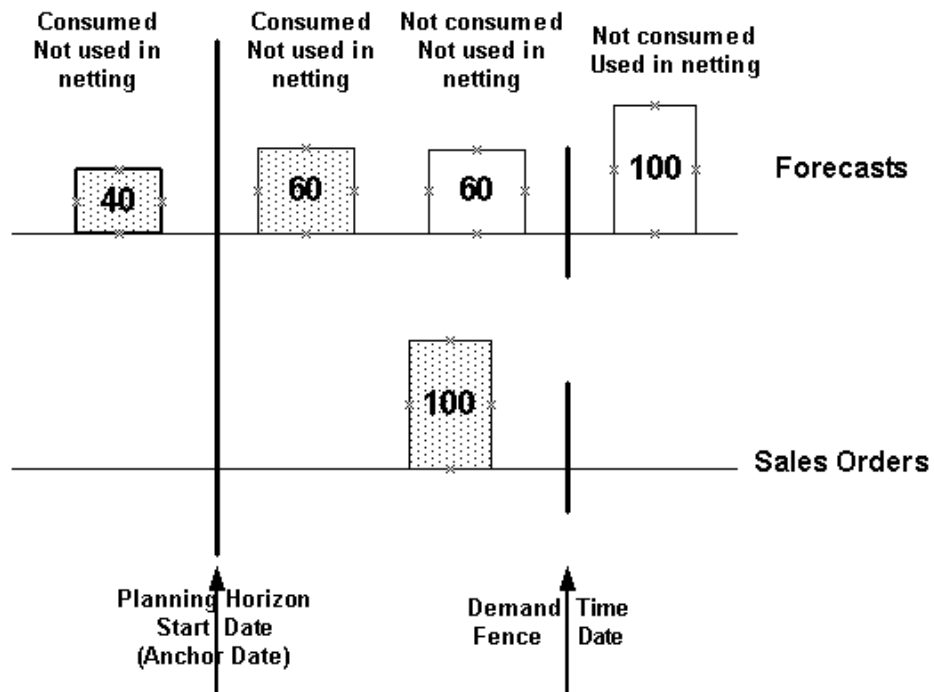 Consumed
Not used in
netting
Consumed
Not used in
netting
Not consumed
Not used in
netting
Not consumed
Used in netting
40
60
60
100
Forecasts
100
Sales Orders
Planning Horizon
Start Date
(Anchor Date)
Demand Time
Fence Date